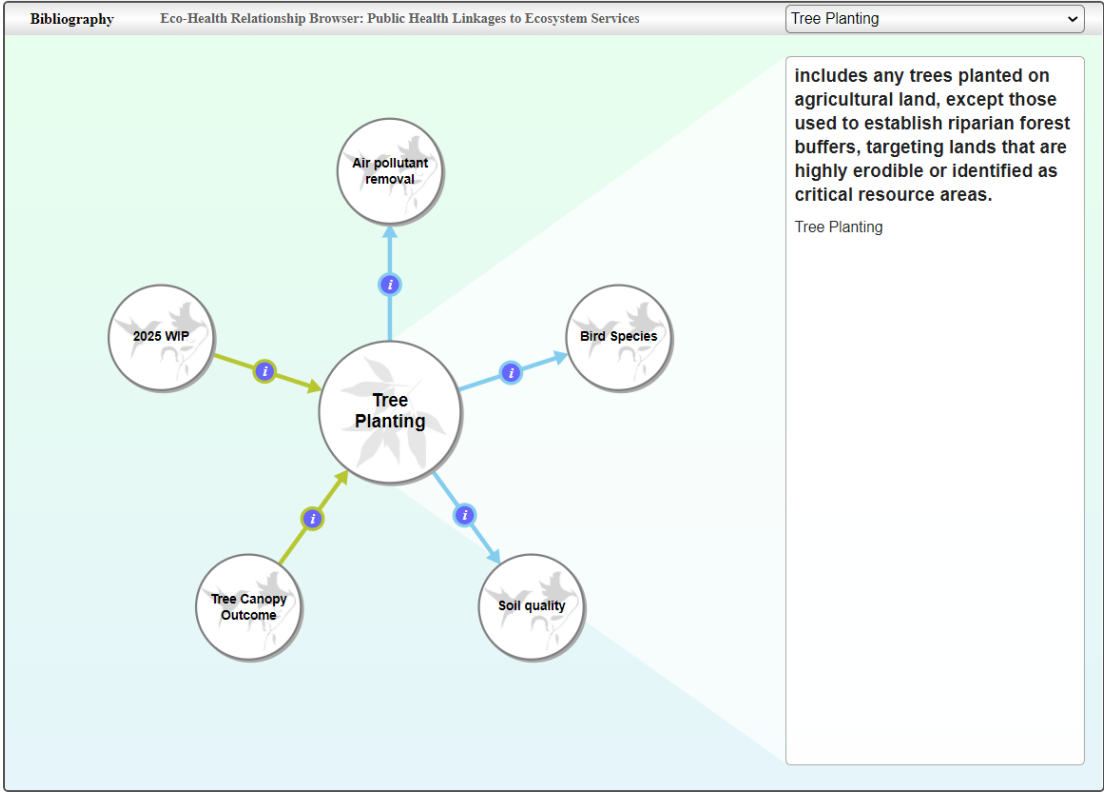 Bibliography
Eco-Health Relationship Browser: Public Health Linkages to Ecosystem Services
Tree Planting
includes any trees planted on
agricultural land, except those
used to establish riparian forest
buffers, targeting lands that are
highly erodible or identified as
critical resource areas.
Tree Planting
Air pollutant
removal
i
2025 WIP
i
Bird Species
i
Tree
Planting
i
i
Tree Canopy
Outcome
Soil quality